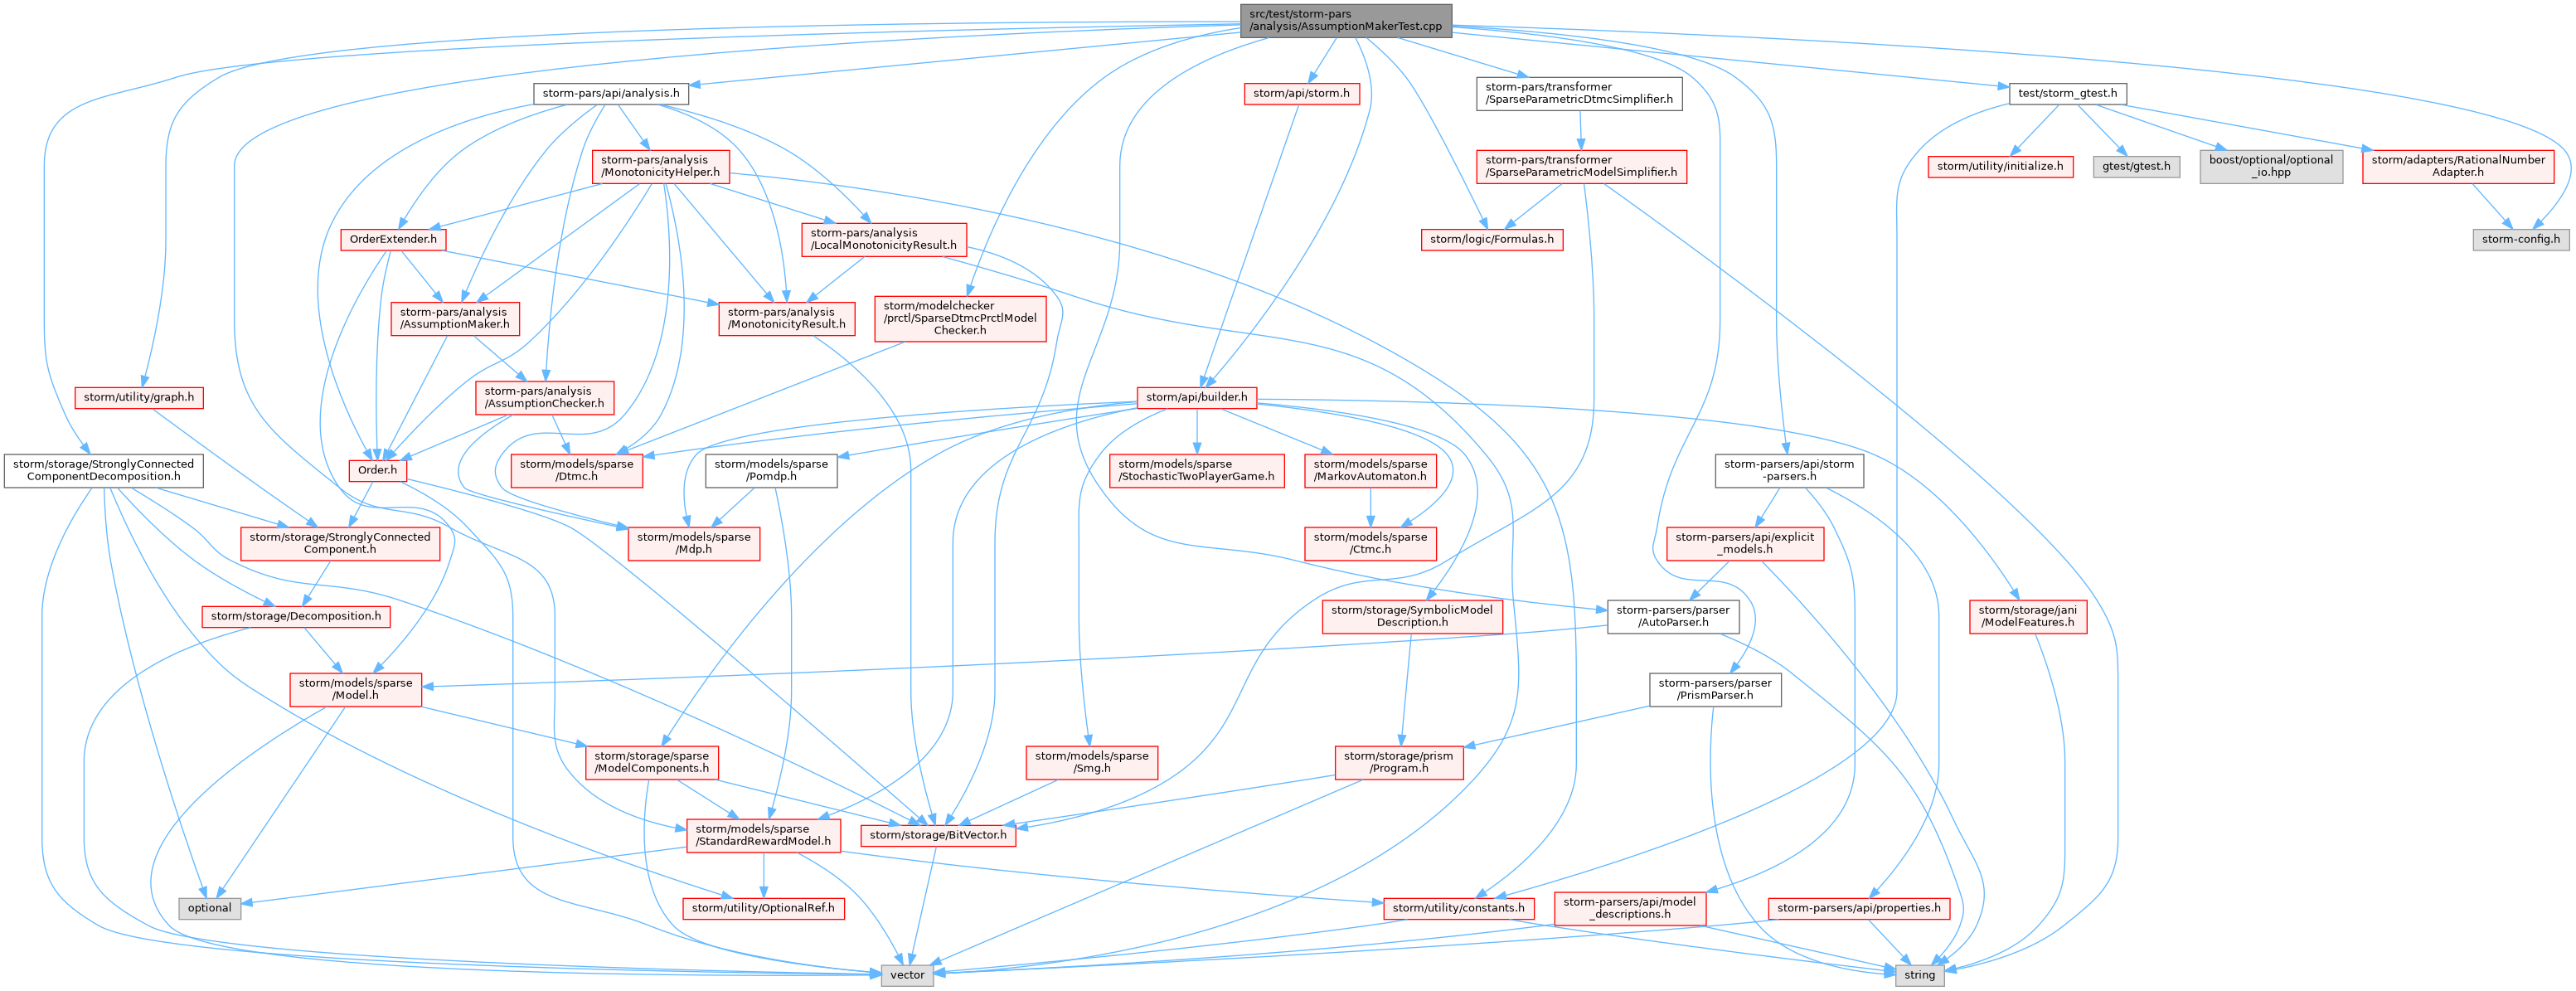 src/test/storm-pars
/analysis/AssumptionMakerTest.cpp
storm-pars/api/analysis.h
storm/api/storm.h
storm-pars/transformer
/SparseParametricDtmcSimplifier.h
test/storm_gtest.h
storm-pars/analysis
/MonotonicityHelper.h
storm-pars/transformer
/SparseParametricModelSimplifier.h
storm/utility/initialize.h
gtest/gtest.h
boost/optional/optional
_io.hpp
storm/adapters/RationalNumber
Adapter.h
OrderExtender.h
storm-pars/analysis
/LocalMonotonicityResult.h
storm/logic/Formulas.h
storm-config.h
storm-pars/analysis
/AssumptionMaker.h
storm-pars/analysis
/MonotonicityResult.h
storm/modelchecker
/prctl/SparseDtmcPrctlModel
Checker.h
storm/utility/graph.h
storm-pars/analysis
/AssumptionChecker.h
storm/api/builder.h
storm/storage/StronglyConnected
ComponentDecomposition.h
Order.h
storm/models/sparse
/Dtmc.h
storm/models/sparse
/Pomdp.h
storm/models/sparse
/StochasticTwoPlayerGame.h
storm/models/sparse
/MarkovAutomaton.h
storm-parsers/api/storm
-parsers.h
storm/storage/StronglyConnected
Component.h
storm/models/sparse
/Mdp.h
storm/models/sparse
/Ctmc.h
storm-parsers/api/explicit
_models.h
storm/storage/Decomposition.h
storm/storage/SymbolicModel
Description.h
storm-parsers/parser
/AutoParser.h
storm/storage/jani
/ModelFeatures.h
storm/models/sparse
/Model.h
storm-parsers/parser
/PrismParser.h
storm/storage/sparse
/ModelComponents.h
storm/models/sparse
/Smg.h
storm/storage/prism
/Program.h
storm/models/sparse
/StandardRewardModel.h
storm/storage/BitVector.h
optional
storm/utility/OptionalRef.h
storm/utility/constants.h
storm-parsers/api/model
_descriptions.h
storm-parsers/api/properties.h
vector
string